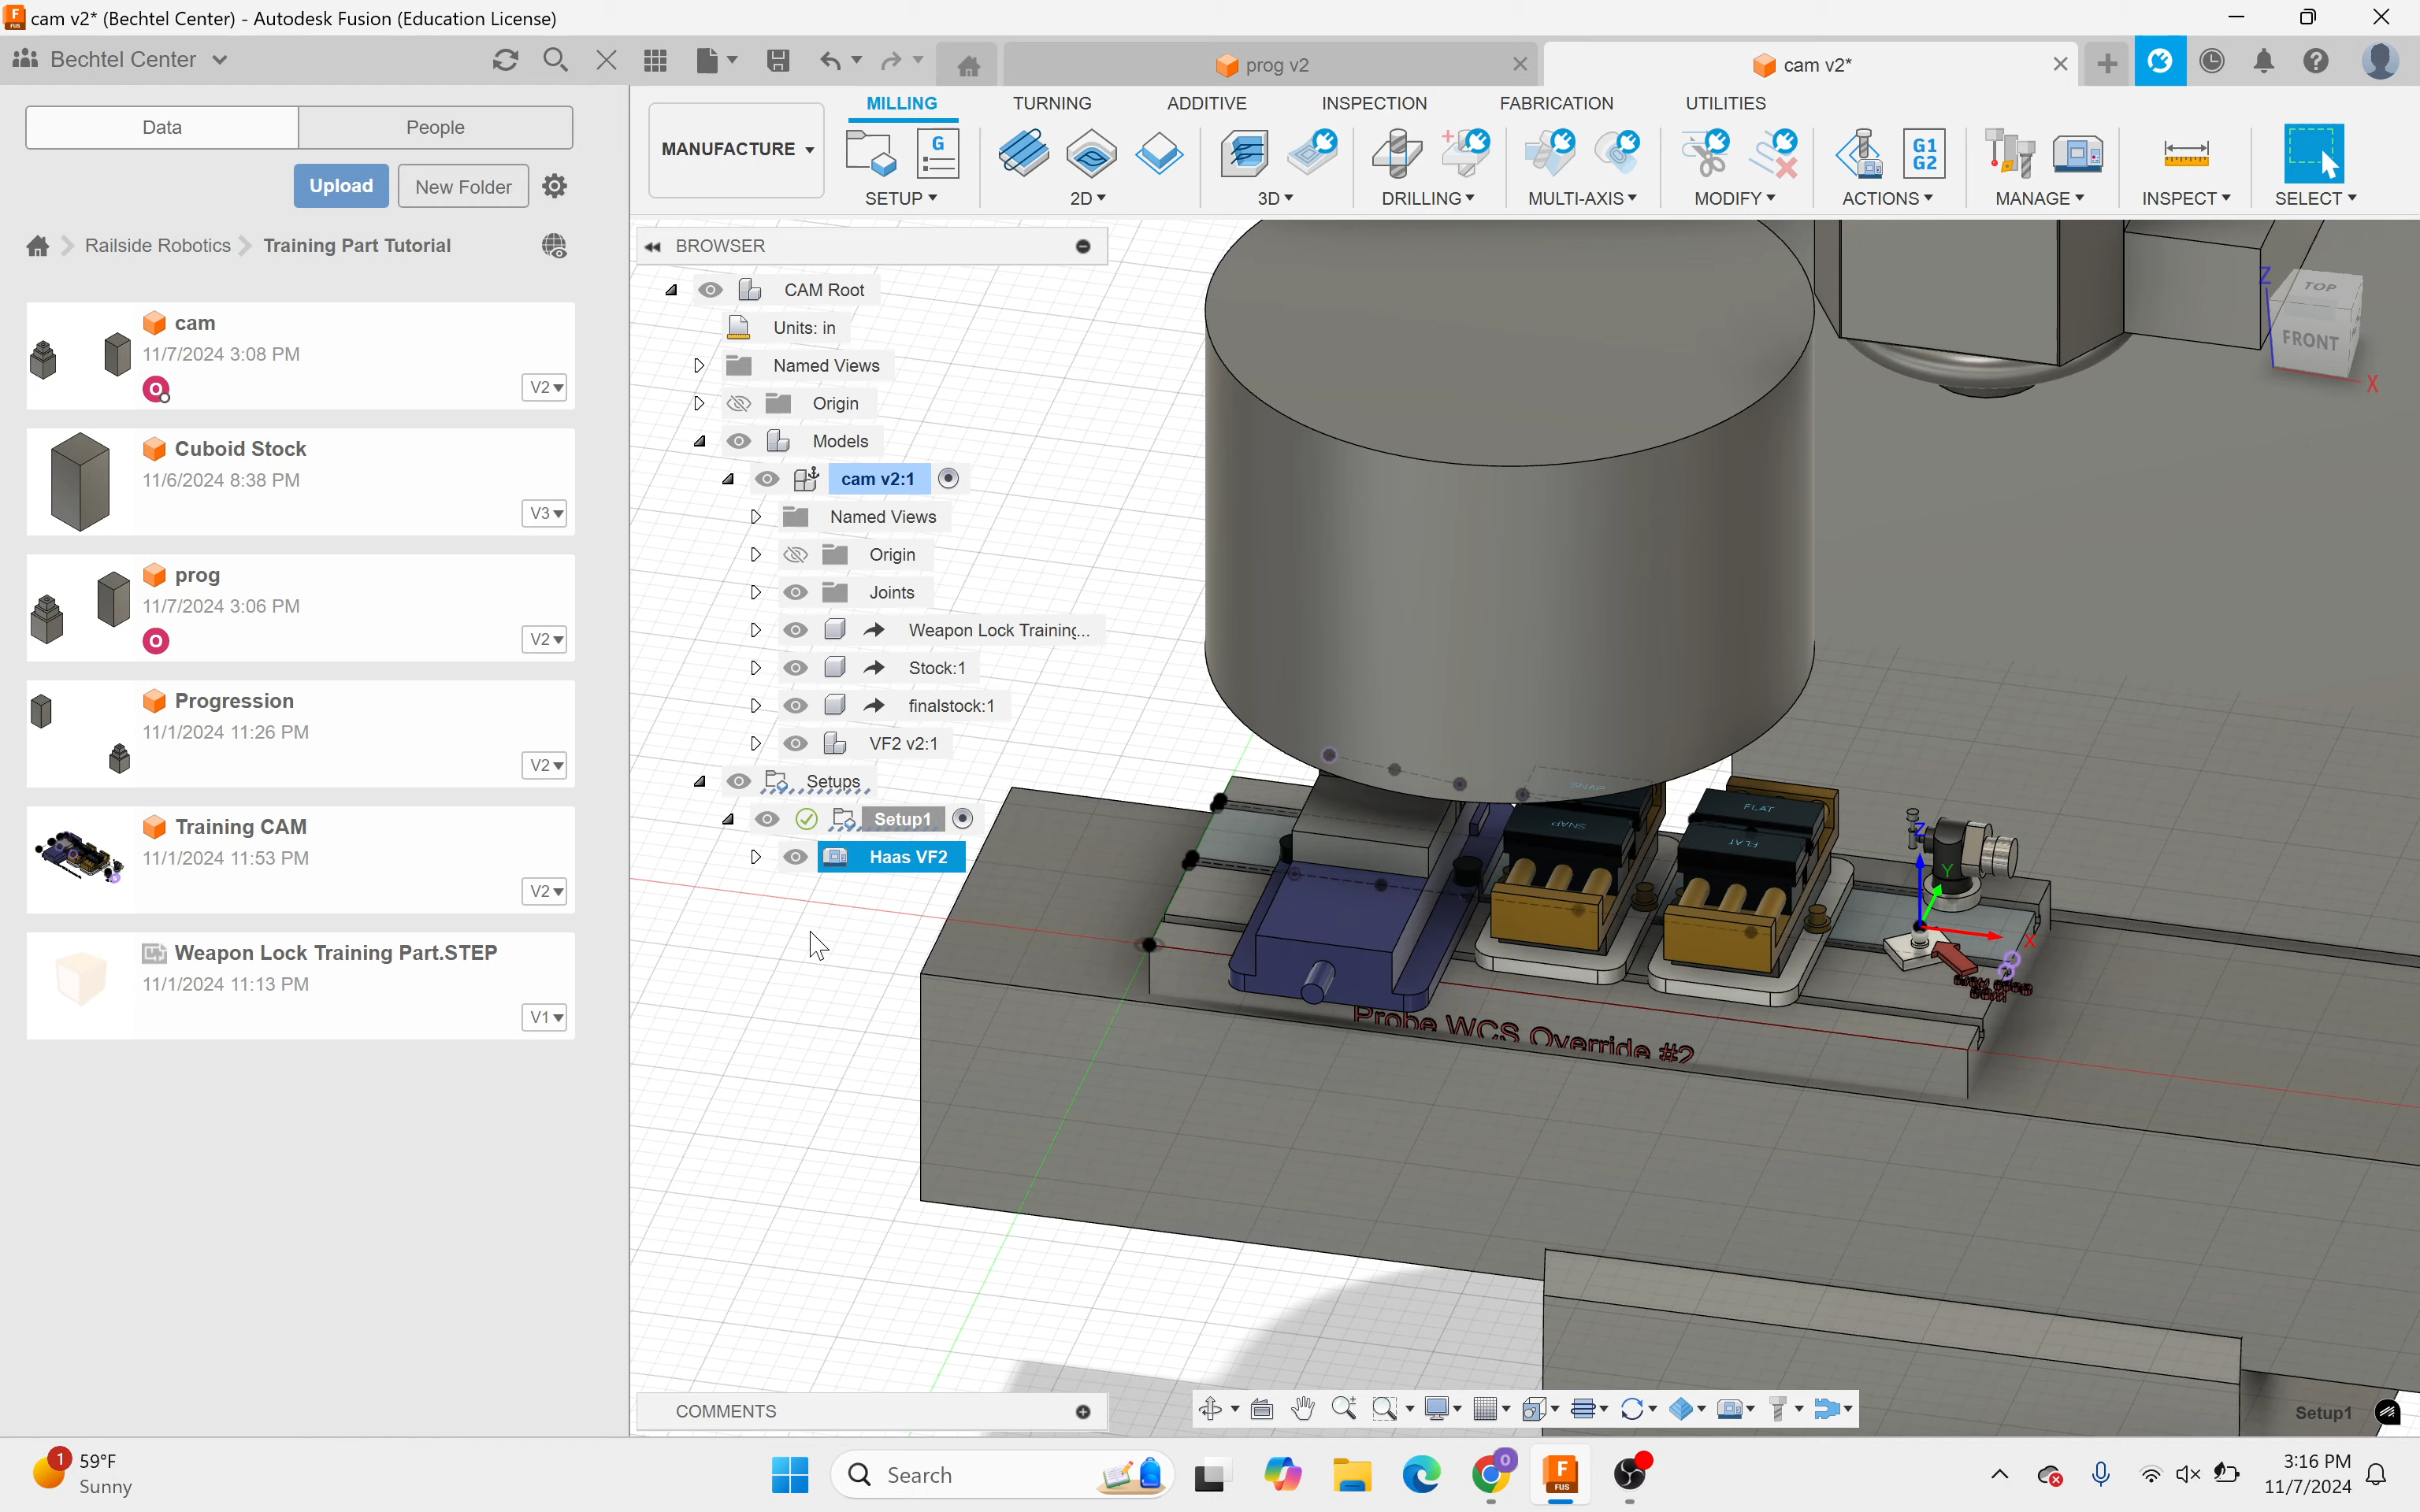 cam v2* (Bechtel Center) - Autodesk Fusion (Education License)
Bechtel Center
prog v2
cam v2*
Data
People
Upload
New Folder
Railside Robotics
Training Part Tutorial
cam
11/7/2024 3:08 PM
O
V2
Cuboid Stock
11/6/2024 8:38 PM
V3
prog
11/7/2024 3:06 PM
O
V2
Progression
11/1/2024 11:26 PM
V2
Training CAM
11/1/2024 11:53 PM
V2
Weapon Lock Training Part.STEP
11/1/2024 11:13 PM
V1
MANUFACTURE
MILLING
TURNING
ADDITIVE
INSPECTION
FABRICATION
UTILITIES
G
G1
G2
SETUP
2D
3D
DRILLING
MULTI-AXIS
MODIFY
ACTIONS
MANAGE
INSPECT
SELECT
BROWSER
CAM Root
Units: in
Named Views
Origin
Models
cam v2:1
Named Views
Origin
Joints
Weapon Lock Training...
Stock:1
finalstock:1
VF2 v2:1
Setups
Setup1
Haas VF2
Z
TOP
FRONT
X
SNAP
SNAP
FLAT
FLAT
Z
Y
X
Probe WCS Override #2
COMMENTS
Setup1
1
59°F
Sunny
Search
O
F
FUS
3:16 PM
11/7/2024